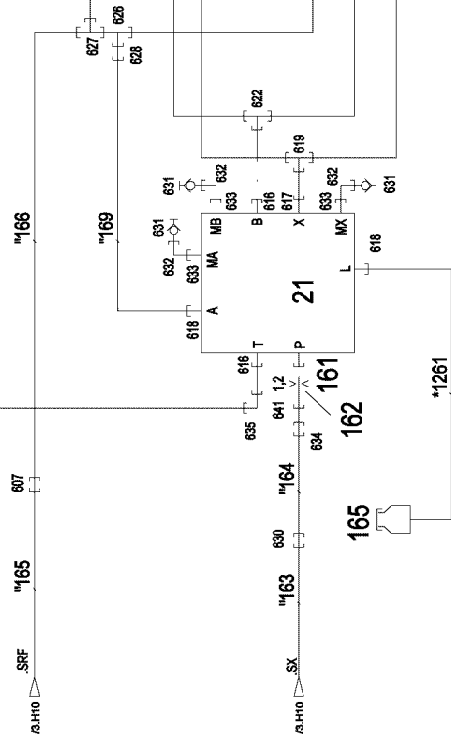 626
627
628
622
619
632
631
633
MB
616
B
617
X
632
633
MX
631
"166
"169
631
632
633
MA
618
A
21
L
618
T
P
616
635
1,2
641
161
162
634
607
"164
165
*1261
630
"165
"163
.SRF
.SX
/3.H10
/3.H10